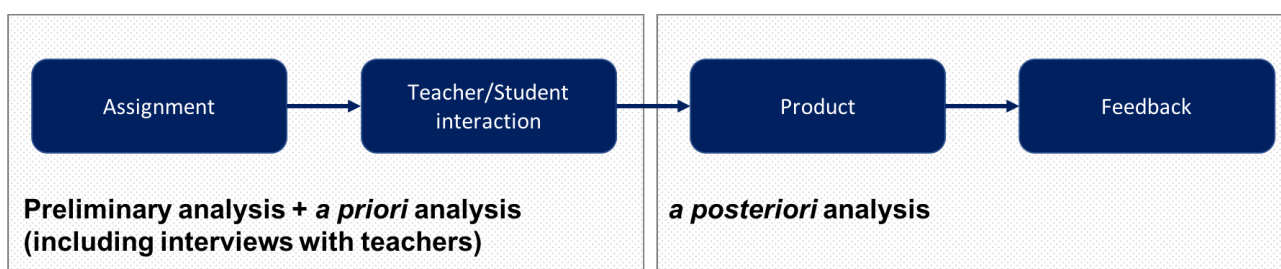 Assignment
Teacher/Student
interaction
Product
Feedback
Preliminary analysis + a priori analysis
(including interviews with teachers)
a posteriori analysis